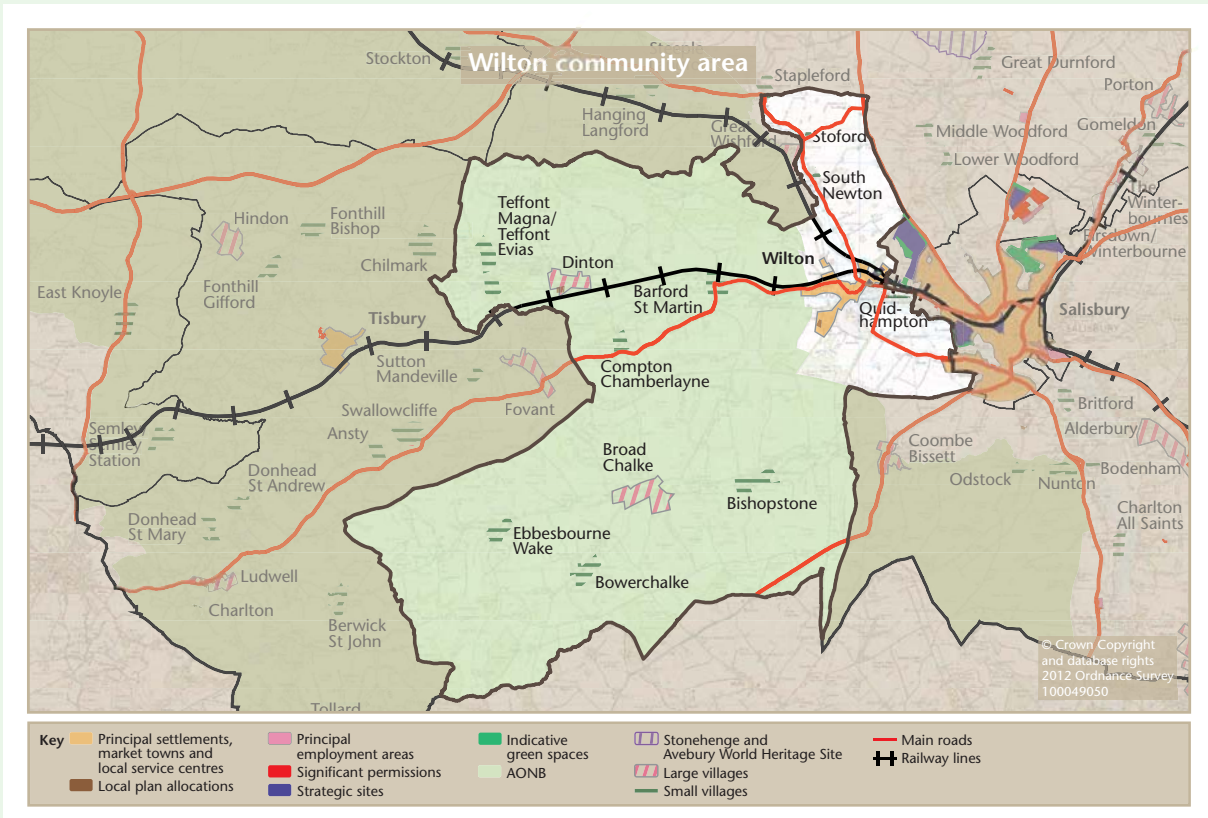 Wilton community area
Stockton
Steeple
Stapleford
Great Durnford
Porton
Hanging
Langford
Great
Wishford
Stoford
Middle Woodford
Gomeldon
Lower Woodford
South
Newton
The
Winter-
bournes
Firsdown/
Winterbourne
Teffont
Magna/
Teffont
Evias
Hindon
Fonthill
Bishop
Chilmark
Dinton
Wilton
East Knoyle
Fonthill
Gifford
Tisbury
Barford
St Martin
Quid-
hampton
Salisbury
SALISBURY
Sutton
Mandeville
Compton
Chamberlayne
Swallowcliffe
Fovant
Britford
Alderbury
Ansty
Semley
Semley
Station
Coombe
Bissett
Broad
Chalke
Donhead
St Andrew
Bishopstone
Odstock
Nunton
Bodenham
Charlton
All Saints
Donhead
St Mary
Ebbesbourne
Wake
Ludwell
Bowerchalke
Charlton
Berwick
St John
Tollard
© Crown Copyright
and database rights
2012 Ordnance Survey
100049050
Key
Principal settlements,
market towns and
local service centres
Local plan allocations
Principal
employment areas
Significant permissions
Strategic sites
Indicative
green spaces
AONB
Stonehenge and
Avebury World Heritage Site
Large villages
Small villages
Main roads
Railway lines